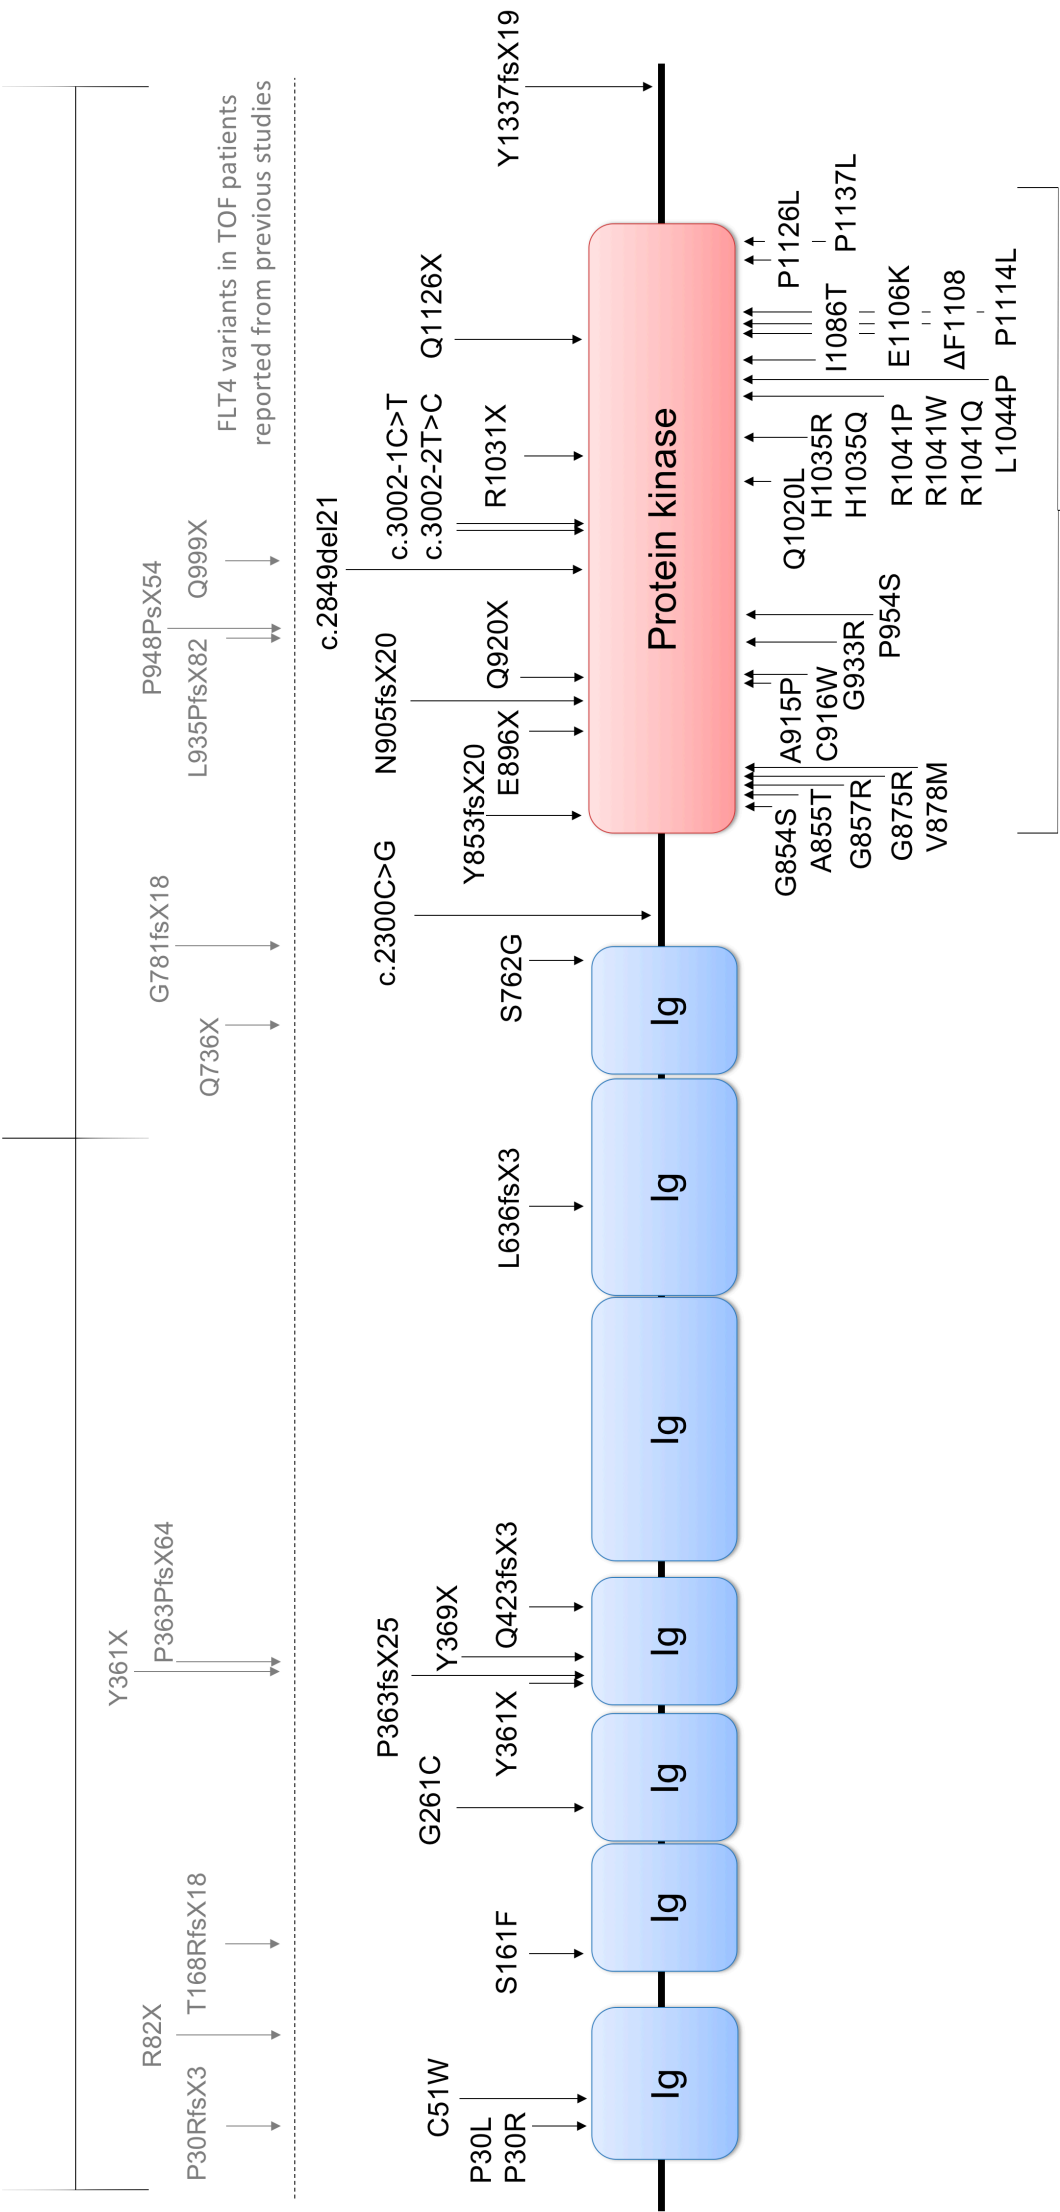 Y361X
P363PfsX64
R82X
P30RfsX3
T168RfsX18
Q736X
G781fsX18
L935PfsX82
P948PsX54
Q999X
FLT4 variants in TOF patients
reported from previous studies
P30L
P30R
C51W
S161F
G261C
Y361X
P363fsX25
Y369X
Q423fsX3
L636fsX3
S762G
c.2300C>G
Y853fsX20
E896X
N905fsX20
Q920X
c.2849del21
c.3002-1C>T
c.3002-2T>C
R1031X
Q1126X
Y1337fsX19
Ig
Ig
Ig
Ig
Ig
Ig
Ig
Protein kinase
G854S
A855T
G857R
G875R
V878M
A915P
C916W
G933R
P954S
Q1020L
H1035R
H1035Q
R1041P
R1041W
R1041Q
L1044P
I1086T
E1106K
ΔF1108
P1114L
P1126L
P1137L